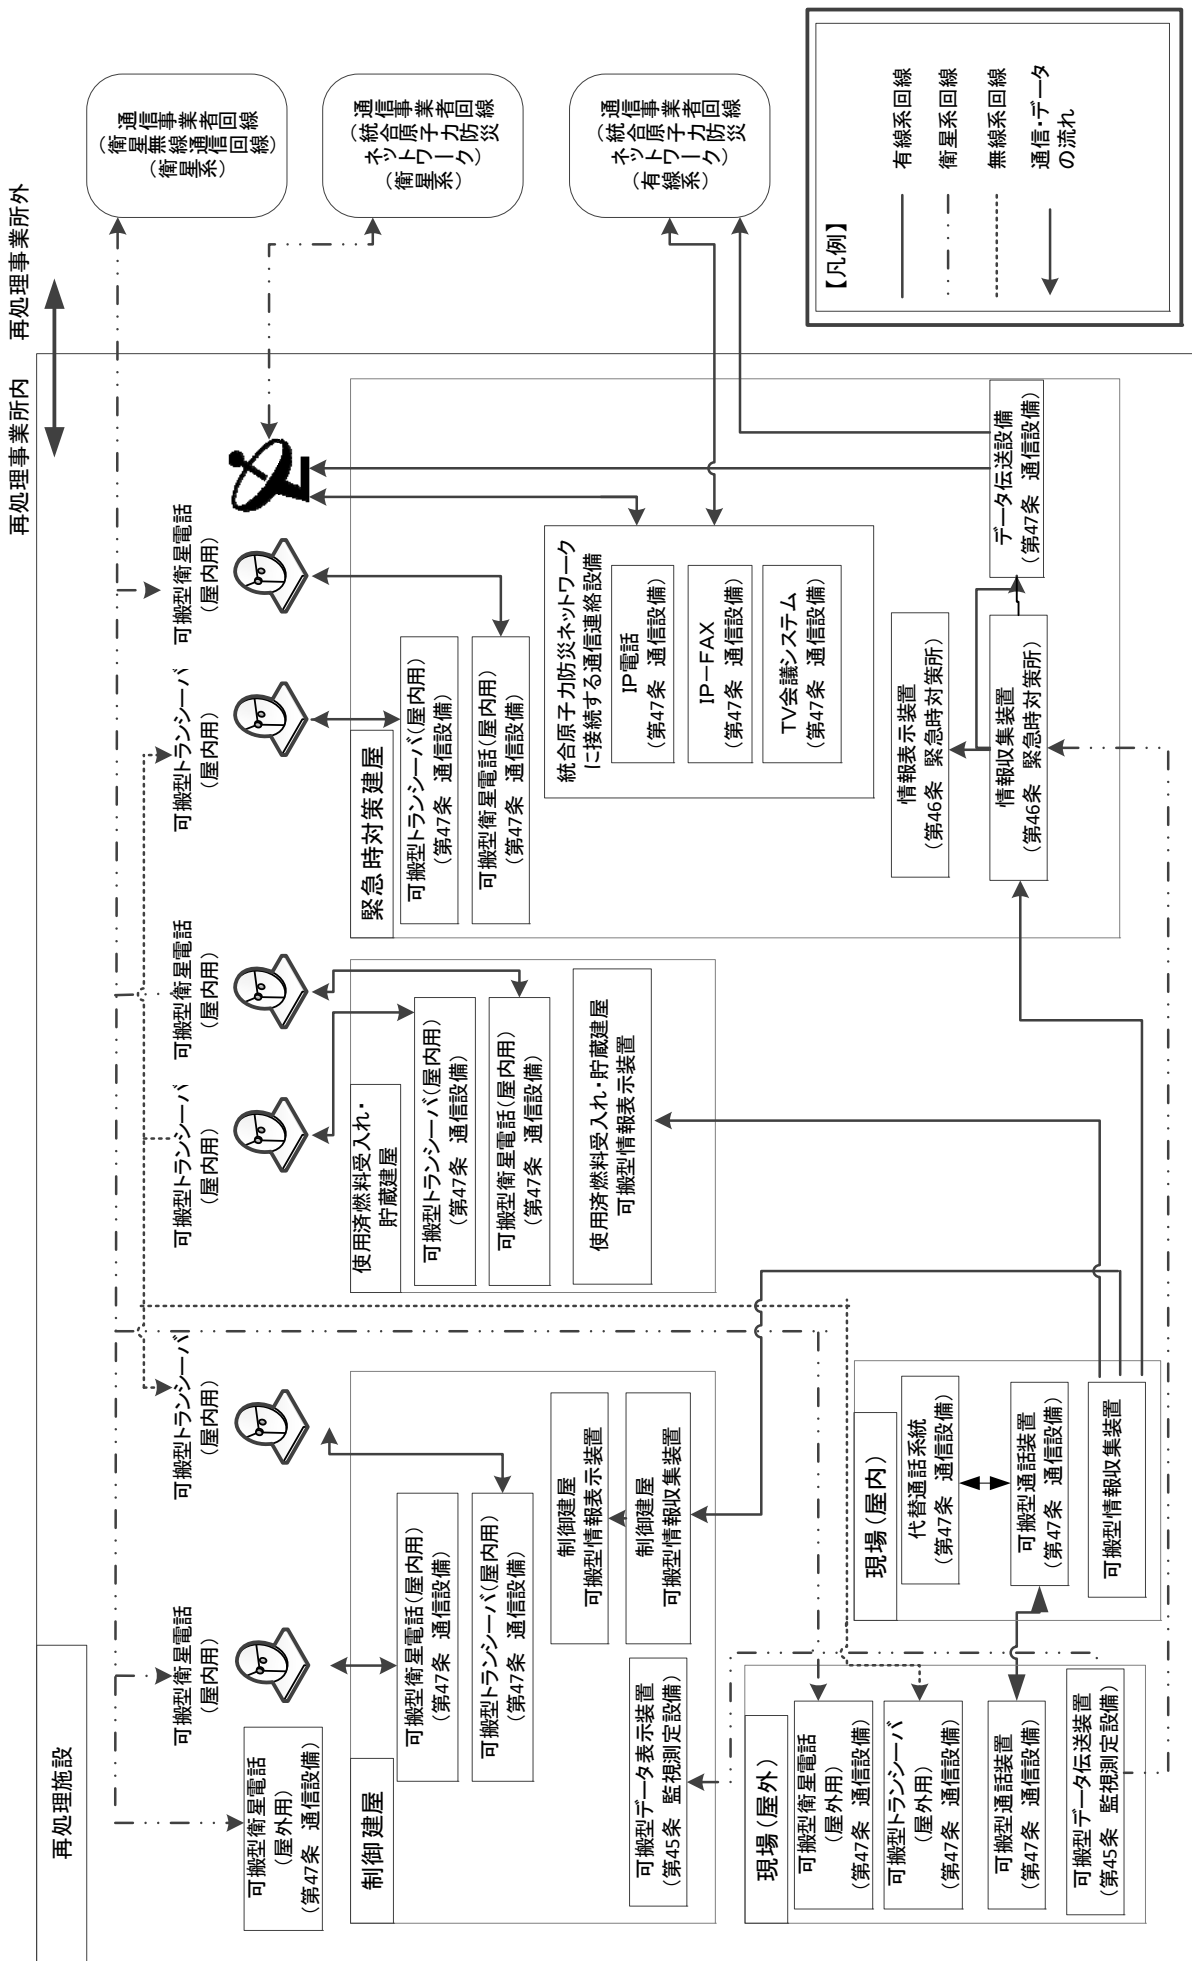 再処理施設
再処理事業所内
再処理事業所外
通信事業者回線
(衛星無線通信回線)
(衛星系)
通信事業者回線
(統合原子力防災
ネットワーク)
(衛星系)
通信事業者回線
(統合原子力防災
ネットワーク)
(有線系)
【凡例】
有線系回線
衛星系回線
無線系回線
通信・データ
の流れ
可搬型衛星電話
(屋外用)
(第47条 通信設備)
可搬型衛星電話
(屋内用)
可搬型トランシーバ
(屋内用)
可搬型トランシーバ
(屋内用)
可搬型衛星電話
(屋内用)
可搬型トランシーバ
(屋内用)
可搬型衛星電話
(屋内用)
制御建屋
可搬型衛星電話(屋内用)
(第47条 通信設備)
可搬型トランシーバ(屋内用)
(第47条 通信設備)
制御建屋
可搬型情報表示装置
制御建屋
可搬型情報収集装置
可搬型データ表示装置
(第45条 監視測定設備)
使用済燃料受入れ・
貯蔵建屋
可搬型トランシーバ(屋内用)
(第47条 通信設備)
可搬型衛星電話(屋内用)
(第47条 通信設備)
使用済燃料受入れ・貯蔵建屋
可搬型情報表示装置
緊急時対策建屋
可搬型トランシーバ(屋内用)
(第47条 通信設備)
可搬型衛星電話(屋内用)
(第47条 通信設備)
統合原子力防災ネットワーク
に接続する通信連絡設備
IP電話
(第47条 通信設備)
IP-FAX
(第47条 通信設備)
TV会議システム
(第47条 通信設備)
情報表示装置
(第46条 緊急時対策所)
情報収集装置
(第46条 緊急時対策所)
データ伝送設備
(第47条 通信設備)
現場(屋外)
可搬型衛星電話
(屋外用)
(第47条 通信設備)
可搬型トランシーバ
(屋外用)
(第47条 通信設備)
可搬型通話装置
(第47条 通信設備)
可搬型データ伝送装置
(第45条 監視測定設備)
現場(屋内)
代替通話系統
(第47条 通信設備)
可搬型通話装置
(第47条 通信設備)
可搬型情報収集装置